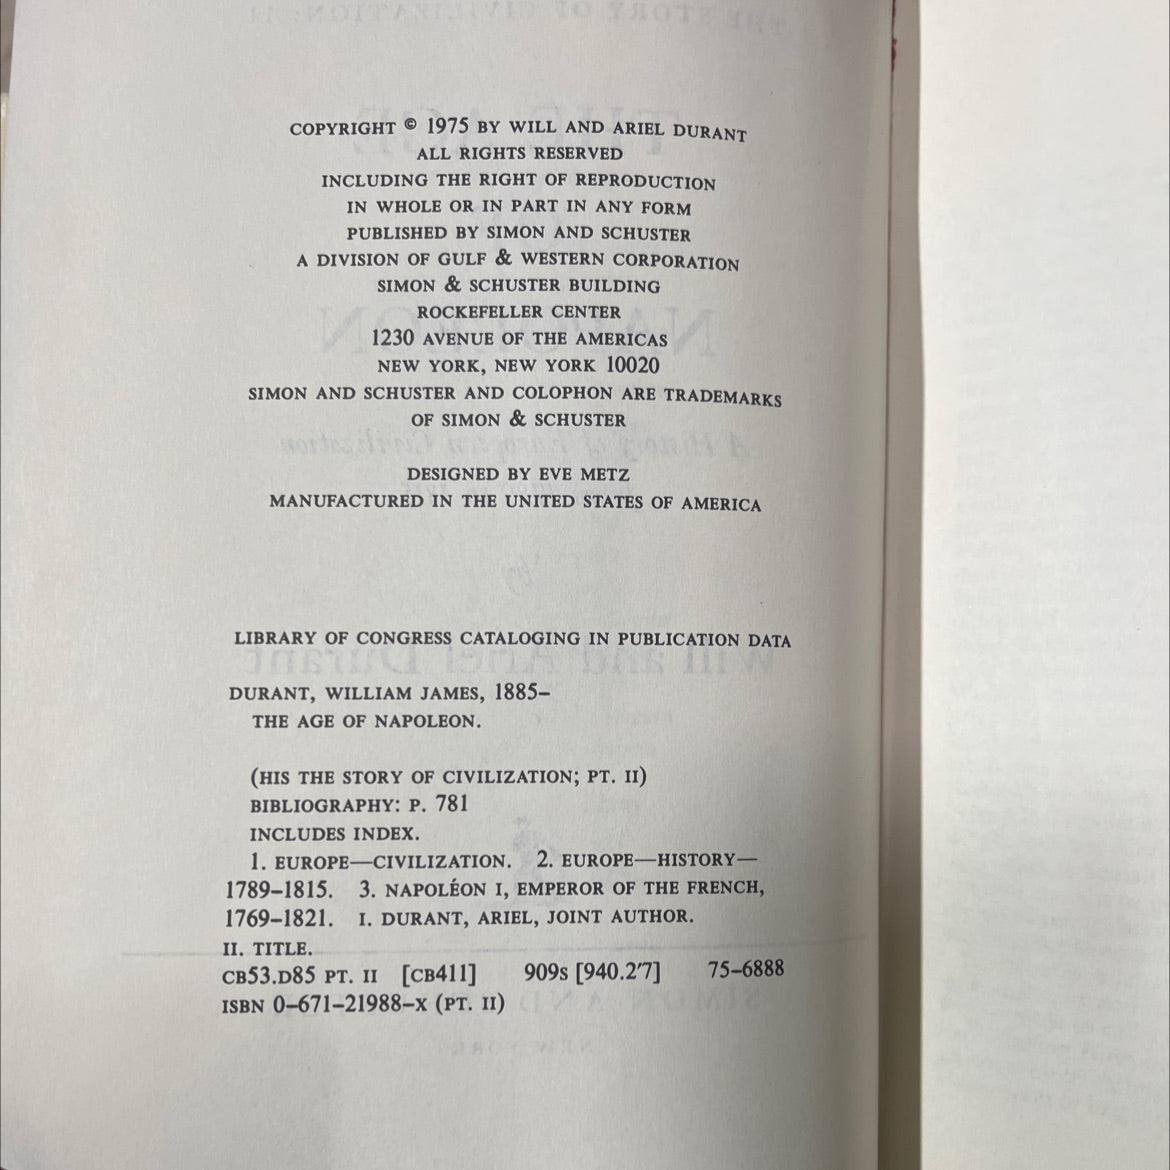 COPYRIGHT © 1975 BY WILL AND ARIEL DURANT
ALL RIGHTS RESERVED
INCLUDING THE RIGHT OF REPRODUCTION
IN WHOLE OR IN PART IN ANY FORM
PUBLISHED BY SIMON AND SCHUSTER
A DIVISION OF GULF & WESTERN CORPORATION
SIMON & SCHUSTER BUILDING
ROCKEFELLER CENTER
1230 AVENUE OF THE AMERICAS
NEW YORK, NEW YORK 10020
SIMON AND SCHUSTER AND COLOPHON ARE TRADEMARKS
OF SIMON & SCHUSTER
DESIGNED BY EVE METZ
MANUFACTURED IN THE UNITED STATES OF AMERICA
LIBRARY OF CONGRESS CATALOGING IN PUBLICATION DATA
DURANT, WILLIAM JAMES, 1885–
THE AGE OF NAPOLEON.
(HIS THE STORY OF CIVILIZATION; PT. II)
BIBLIOGRAPHY: P. 781
INCLUDES INDEX.
1. EUROPE—CIVILIZATION. 2. EUROPE—HISTORY—
1789–1815. 3. NAPOLÉON I, EMPEROR OF THE FRENCH,
1769–1821. I. DURANT, ARIEL, JOINT AUTHOR.
II. TITLE.
CB53.D85 PT. II [CB411] 909s [940.2'7] 75–6888
ISBN 0–671–21988–X (PT. II)